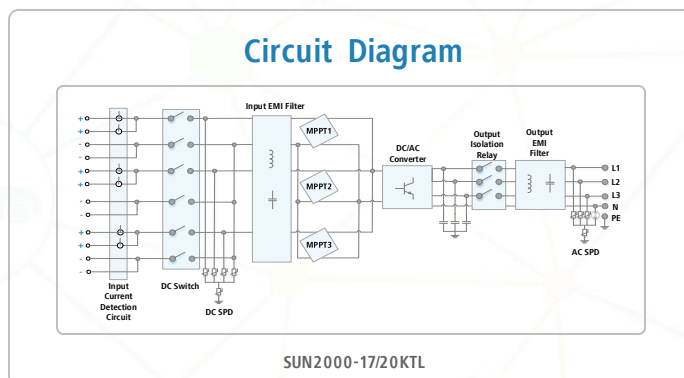 Circuit Diagram
Input EMI Filter
MPPT1
MPPT2
MPPT3
DC/AC
Converter
Output
Isolation
Relay
Output
EMI
Filter
+
+
-
-
+
+
-
-
+
+
-
-
L1
L2
L3
N
PE
AC SPD
Input
Current
Detection
Circuit
DC Switch
DC SPD
SUN2000-17/20KTL